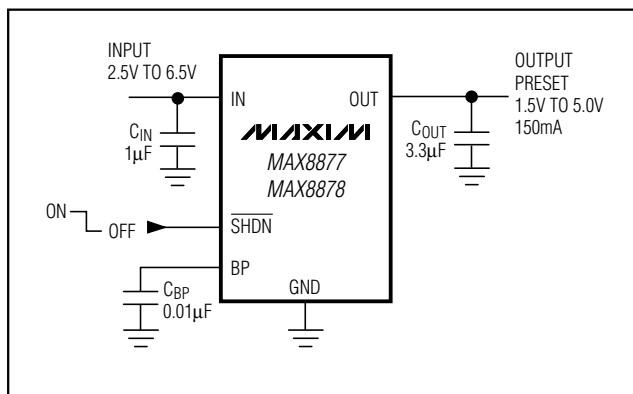 INPUT
2.5V TO 6.5V
OUTPUT
PRESET
1.5V TO 5.0V
150mA
IN
OUT
CIN
1µF
MAXIM
MAX8877
MAX8878
COUT
3.3µF
ON
OFF
SHDN
BP
GND
CBP
0.01µF